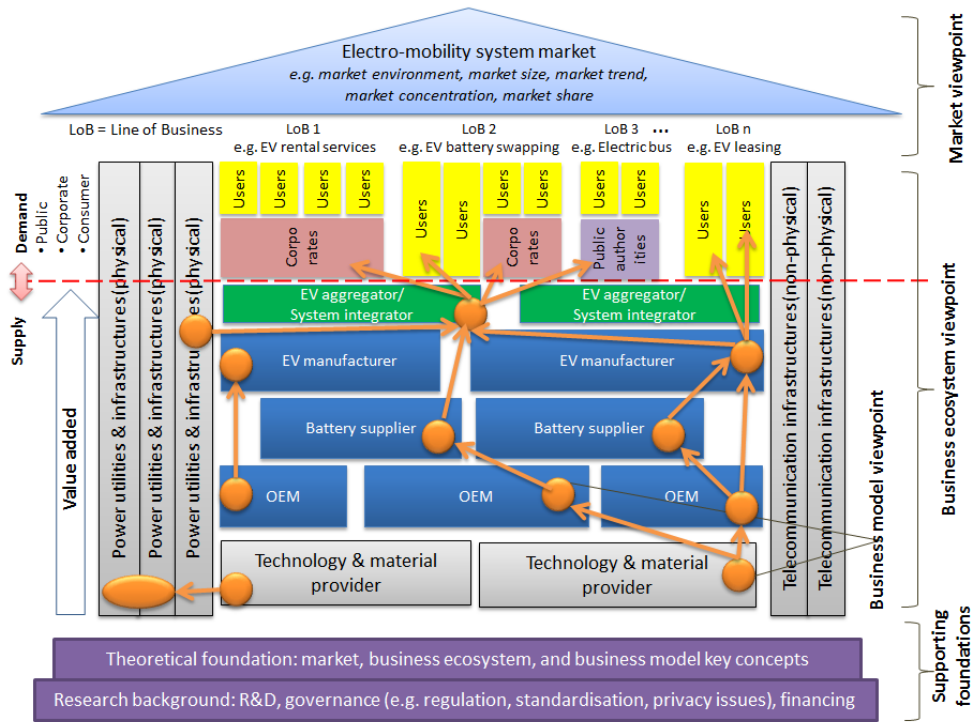 Electro-mobility system market
e.g. market environment, market size, market trend,
market concentration, market share
Market viewpoint
LoB = Line of Business
LoB 1
e.g. EV rental services
LoB 2
e.g. EV battery swapping
LoB 3
e.g. Electric bus
...
LoB n
e.g. EV leasing
Demand
• Public
• Corporate
• Consumer
Supply
Value added
Power utilities & infrastructures(physical)
Power utilities & infrastructures(physical)
Power utilities & infrastructures(physical)
Users
Users
Users
Users
Users
Users
Users
Users
Users
Users
Users
Users
Corpo
rates
Corpo
rates
Public
author
ities
EV aggregator/
System integrator
EV aggregator/
System integrator
EV manufacturer
EV manufacturer
Battery supplier
Battery supplier
OEM
OEM
OEM
Technology & material
provider
Technology & material
provider
Telecommunication infrastructures(non-physical)
Telecommunication infrastructures(non-physical)
Business model viewpoint
Business ecosystem viewpoint
Theoretical foundation: market, business ecosystem, and business model key concepts
Research background: R&D, governance (e.g. regulation, standardisation, privacy issues), financing
Supporting
foundations